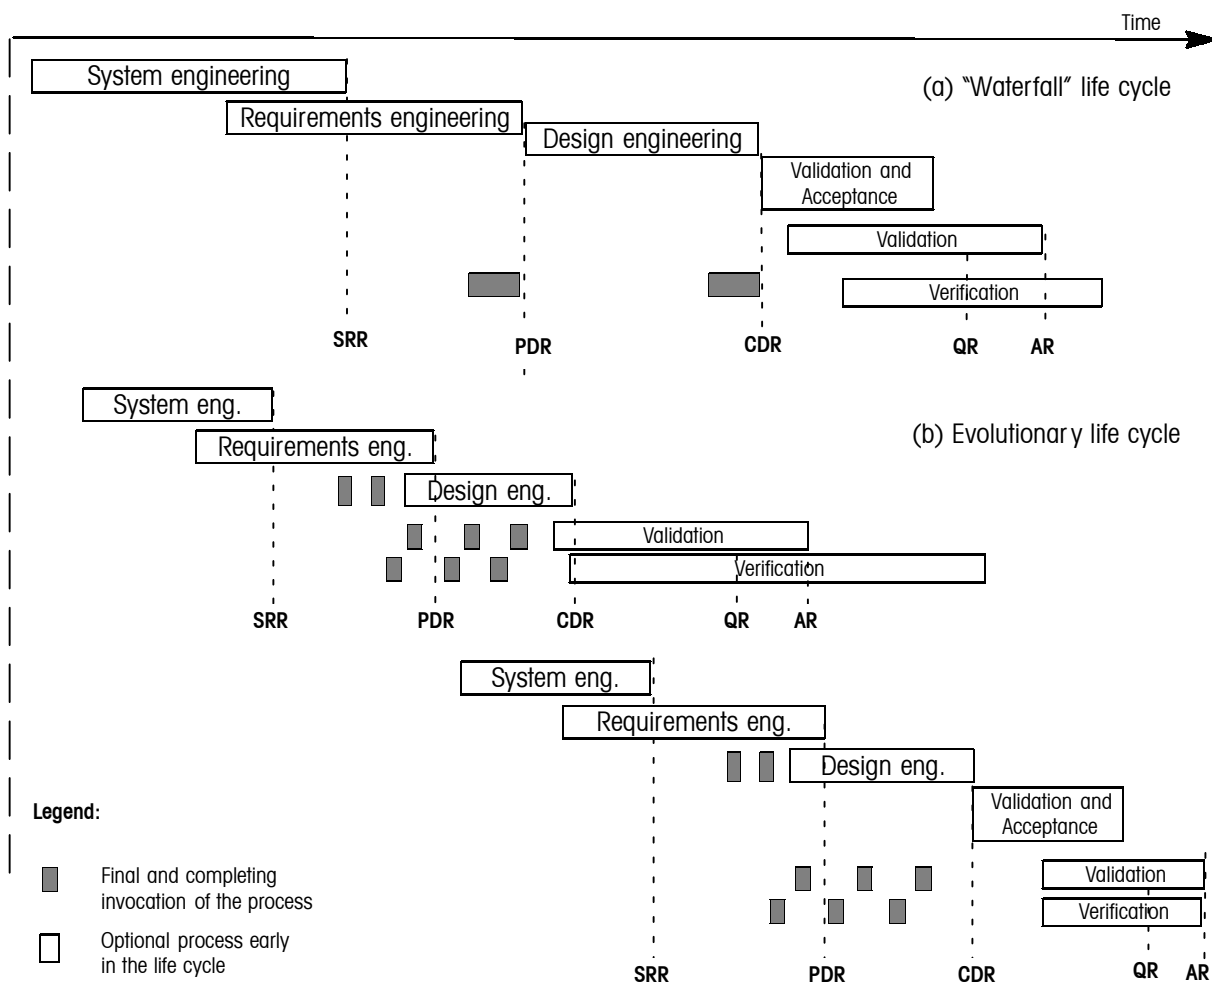 Time
System engineering
(a) “Waterfall” life cycle
Requirements engineering
Design engineering
Validation and
Acceptance
Validation
Verification
SRR
PDR
CDR
QR
AR
System eng.
(b) Evolutionary life cycle
Requirements eng.
Design eng.
Validation
Verification
SRR
PDR
CDR
QR
AR
System eng.
Requirements eng.
Design eng.
Validation and
Acceptance
Legend:
Validation
Final and completing
invocation of the process
Verification
Optional process early
in the life cycle
SRR
PDR
CDR
QR
AR